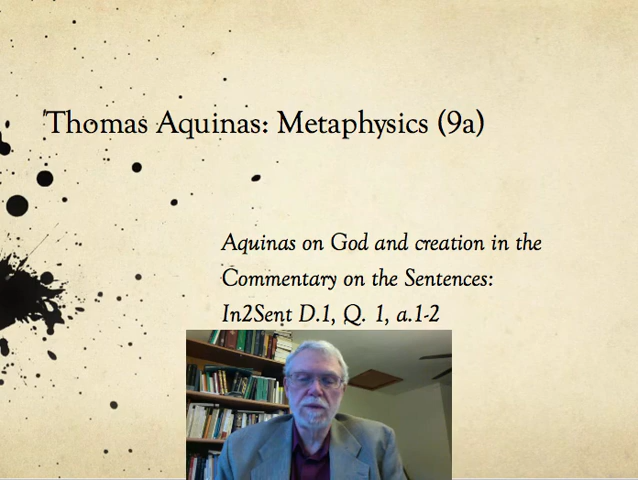 Thomas Aquinas: Metaphysics (9a)
Aquinas on God and creation in the
Commentary on the Sentences:
In2Sent D.1, Q. 1, a.1-2